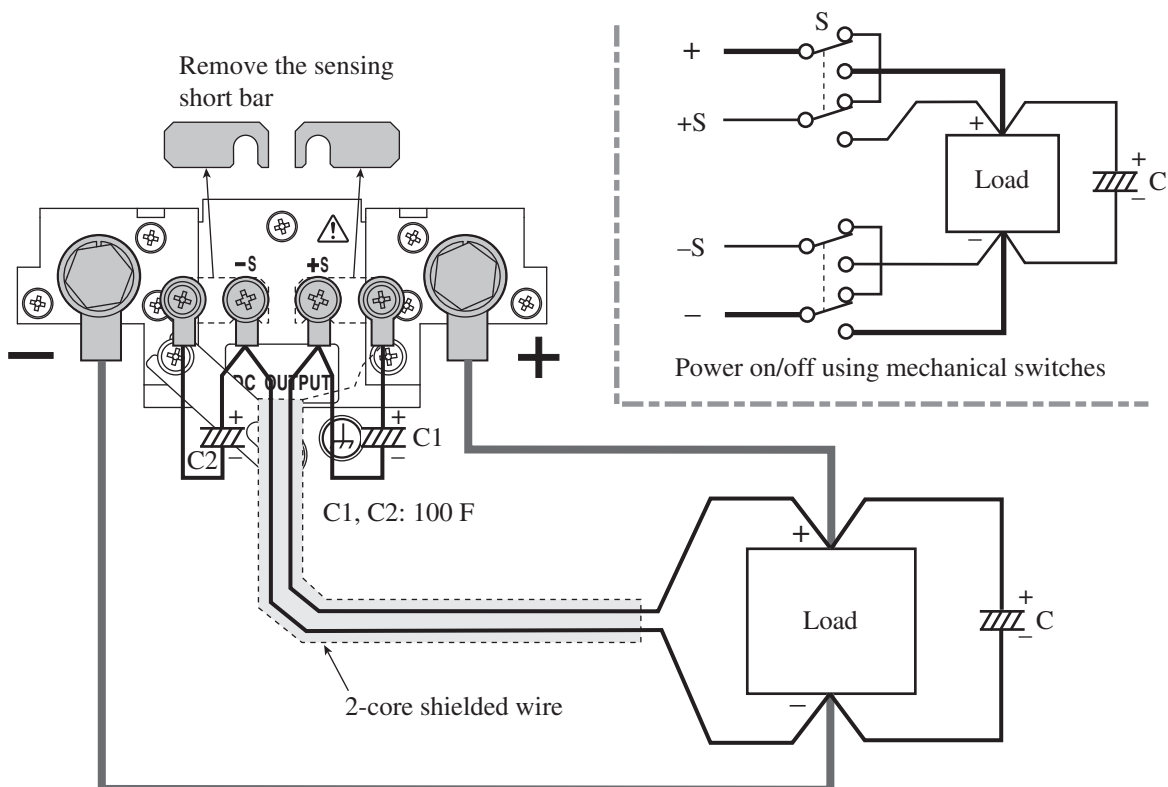 Remove the sensing
short bar
–S
+S
–
+
DC OUTPUT
+
C2
–
+
C1
–
C1, C2: 100 F
2-core shielded wire
+
Load
–
+
C
–
S
+
+S
–S
–
+
Load
–
+
C
–
Power on/off using mechanical switches